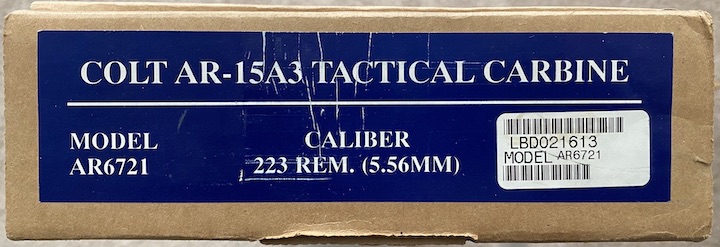 COLT AR-15A3 TACTICAL CARBINE
MODEL
AR6721
CALIBER
223 REM. (5.56MM)
LBD021613
MODEL AR6721